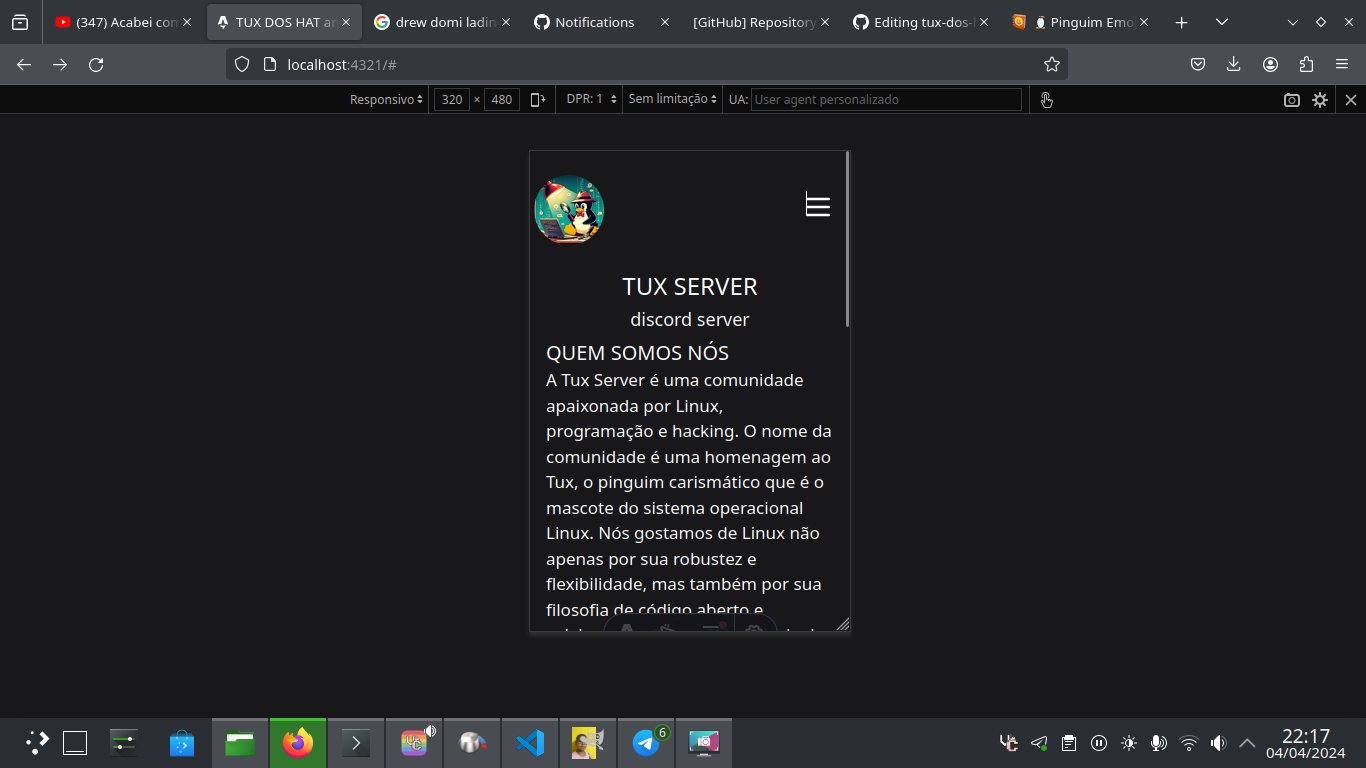 (347) Acabei con
TUX DOS HAT an
drew domi ladin
Notifications
[GitHub] Repository
Editing tux-dos-
Pinguim Emo
localhost:4321/#
Responsivo
320 × 480
DPR: 1
Sem limitação
UA: User agent personalizado
TUX SERVER
discord server
QUEM SOMOS NÓS
A Tux Server é uma comunidade
apaixonada por Linux,
programação e hacking. O nome da
comunidade é uma homenagem ao
Tux, o pinguim carismático que é o
mascote do sistema operacional
Linux. Nós gostamos de Linux não
apenas por sua robustez e
flexibilidade, mas também por sua
filosofia de código aberto e
6
22:17
04/04/2024